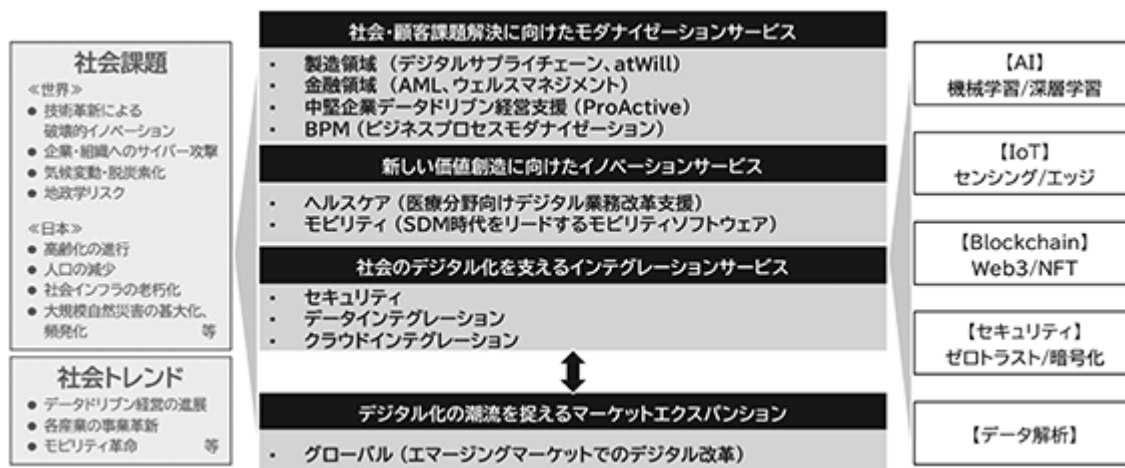 社会課題
≪世界≫
● 技術革新による
破壊的イノベーション
● 企業・組織へのサイバー攻撃
● 気候変動・脱炭素化
● 地政学リスク
≪日本≫
● 高齢化の進行
● 人口の減少
● 社会インフラの老朽化
● 大規模自然災害の甚大化、
頻発化 等
社会トレンド
● データドリブン経営の進展
● 各産業の事業革新
● モビリティ革命 等
社会・顧客課題解決に向けたモダナイゼーションサービス
・ 製造領域 (デジタルサプライチェーン、atWill)
・ 金融領域 (AML、ウェルスマネジメント)
・ 中堅企業データドリブン経営支援 (ProActive)
・ BPM (ビジネスプロセスモダナイゼーション)
新しい価値創造に向けたイノベーションサービス
・ ヘルスケア (医療分野向けデジタル業務改革支援)
・ モビリティ (SDM時代をリードするモビリティソフトウェア)
社会のデジタル化を支えるインテグレーションサービス
・ セキュリティ
・ データインテグレーション
・ クラウドインテグレーション
デジタル化の潮流を捉えるマーケットエクスパンション
・ グローバル (エマージングマーケットでのデジタル改革)
【AI】
機械学習/深層学習
【IoT】
センシング/エッジ
【Blockchain】
Web3/NFT
【セキュリティ】
ゼロトラスト/暗号化
【データ解析】